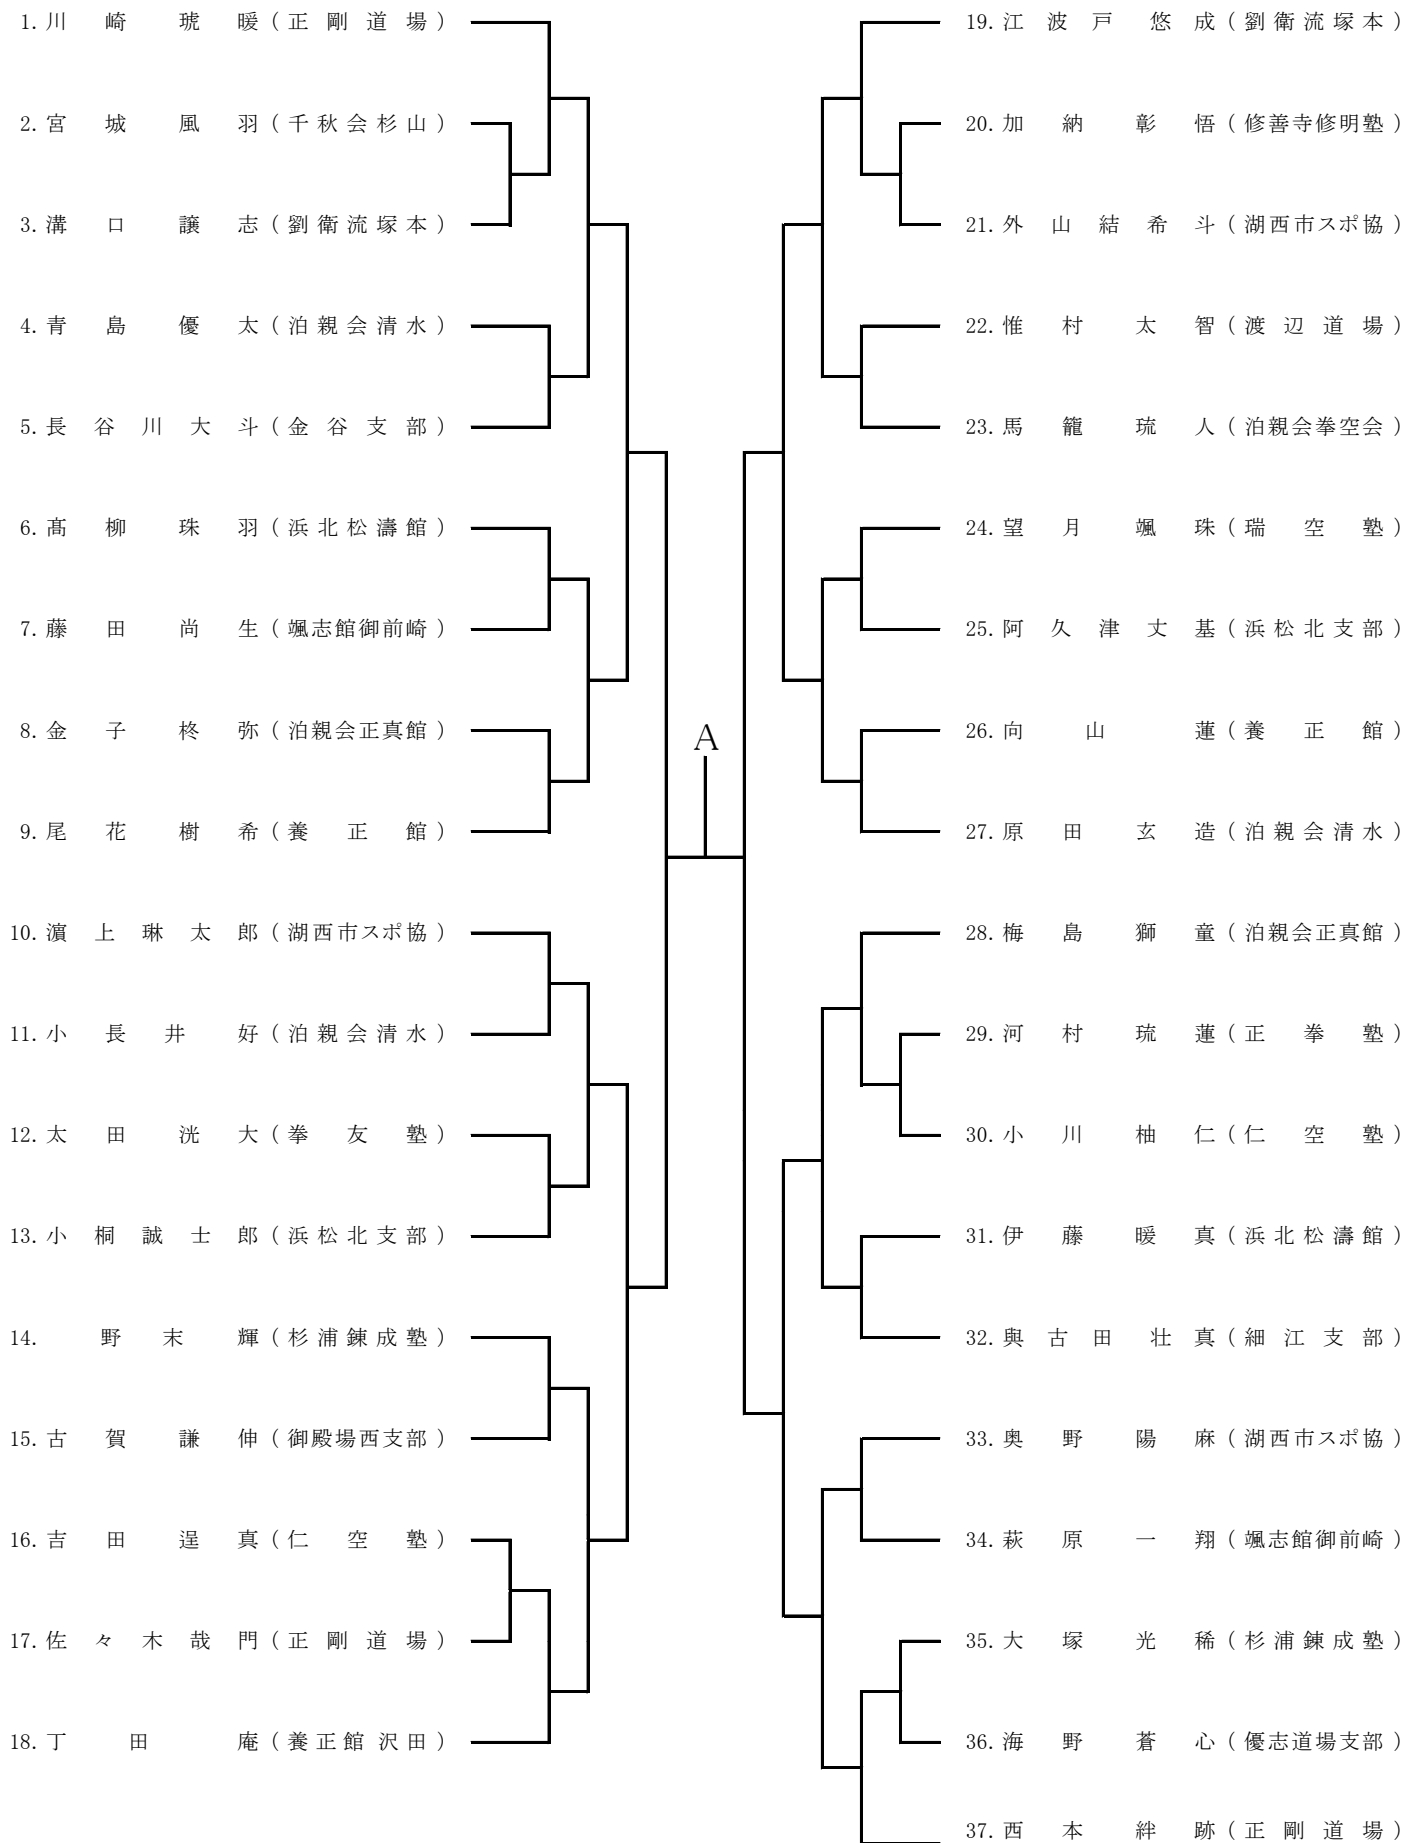 1. 川崎琥暖（正剛道場）
2. 宮城風羽（千秋会杉山）
3. 溝口譲志（劉衛流塚本）
4. 青島優太（泊親会清水）
5. 長谷川大斗（金谷支部）
6. 髙柳珠羽（浜北松濤館）
7. 藤田尚生（颯志館御前崎）
8. 金子柊弥（泊親会正真館）
9. 尾花樹希（養正館）
10. 濵上琳太郎（湖西市スポ協）
11. 小長井好（泊親会清水）
12. 太田洸大（拳友塾）
13. 小桐誠士郎（浜松北支部）
14. 野末輝（杉浦錬成塾）
15. 古賀謙伸（御殿場西支部）
16. 吉田逞真（仁空塾）
17. 佐々木哉門（正剛道場）
18. 丁田庵（養正館沢田）
A
19. 江波戸悠成（劉衛流塚本）
20. 加納彰悟（修善寺修明塾）
21. 外山結希斗（湖西市スポ協）
22. 惟村太智（渡辺道場）
23. 馬籠琉人（泊親会拳空会）
24. 望月颯珠（瑞空塾）
25. 阿久津丈基（浜松北支部）
26. 向山蓮（養正館）
27. 原田玄造（泊親会清水）
28. 梅島獅童（泊親会正真館）
29. 河村琉蓮（正拳塾）
30. 小川柚仁（仁空塾）
31. 伊藤暖真（浜北松濤館）
32. 與古田壮真（細江支部）
33. 奥野陽麻（湖西市スポ協）
34. 萩原一翔（颯志館御前崎）
35. 大塚光稀（杉浦錬成塾）
36. 海野蒼心（優志道場支部）
37. 西本絆跡（正剛道場）